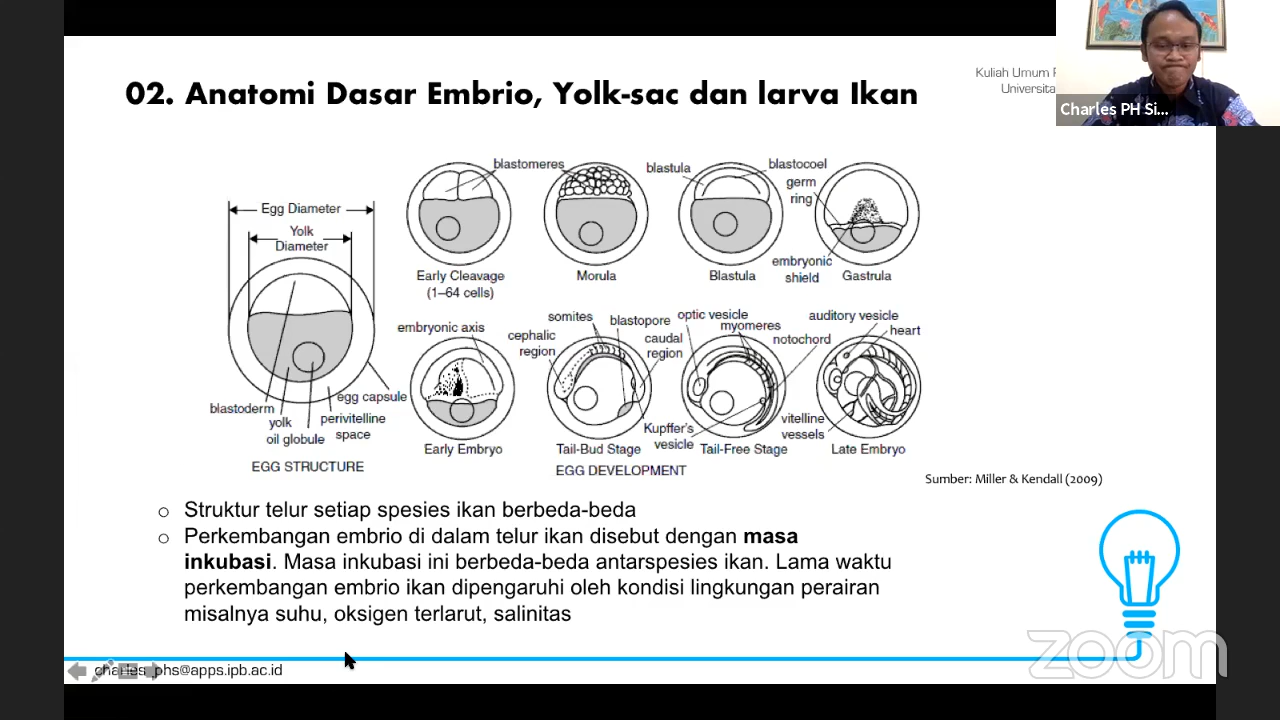 Kuliah Umum
Universita
Charles PH Si...
02. Anatomi Dasar Embrio, Yolk-sac dan larva Ikan
Egg Diameter
Yolk
Diameter
blastoderm
yolk
oil globule
perivitelline
space
egg capsule
EGG STRUCTURE
blastomeres
Early Cleavage
(1–64 cells)
Morula
blastula
blastocoel
Blastula
germ
ring
embryonic
shield
Gastrula
embryonic axis
Early Embryo
cephalic
region
somites
blastopore
caudal
region
Kupffer's
vesicle
Tail-Bud Stage
optic vesicle
myomeres
notochord
Tail-Free Stage
auditory vesicle
heart
vitelline
vessels
Late Embryo
EGG DEVELOPMENT
Sumber: Miller & Kendall (2009)
o Struktur telur setiap spesies ikan berbeda-beda
o Perkembangan embrio di dalam telur ikan disebut dengan masa
inkubasi. Masa inkubasi ini berbeda-beda antarspesies ikan. Lama waktu
perkembangan embrio ikan dipengaruhi oleh kondisi lingkungan perairan
misalnya suhu, oksigen terlarut, salinitas
charles_phs@apps.ipb.ac.id
zoom